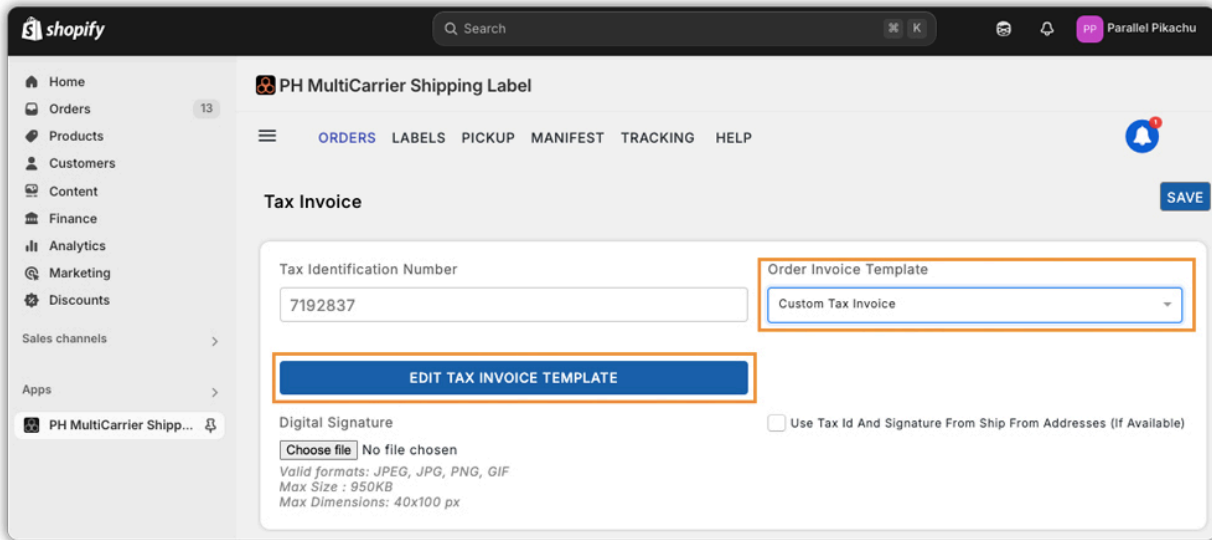 shopify
Search
⌘ K
PP Parallel Pikachu
Home
Orders 13
Products
Customers
Content
Finance
Analytics
Marketing
Discounts
Sales channels
Apps
PH MultiCarrier Shipp...
PH MultiCarrier Shipping Label
ORDERS LABELS PICKUP MANIFEST TRACKING HELP
1
Tax Invoice
SAVE
Tax Identification Number
7192837
Order Invoice Template
Custom Tax Invoice
EDIT TAX INVOICE TEMPLATE
Digital Signature
Choose file No file chosen
Valid formats: JPEG, JPG, PNG, GIF
Max Size : 950KB
Max Dimensions: 40x100 px
Use Tax Id And Signature From Ship From Addresses (If Available)